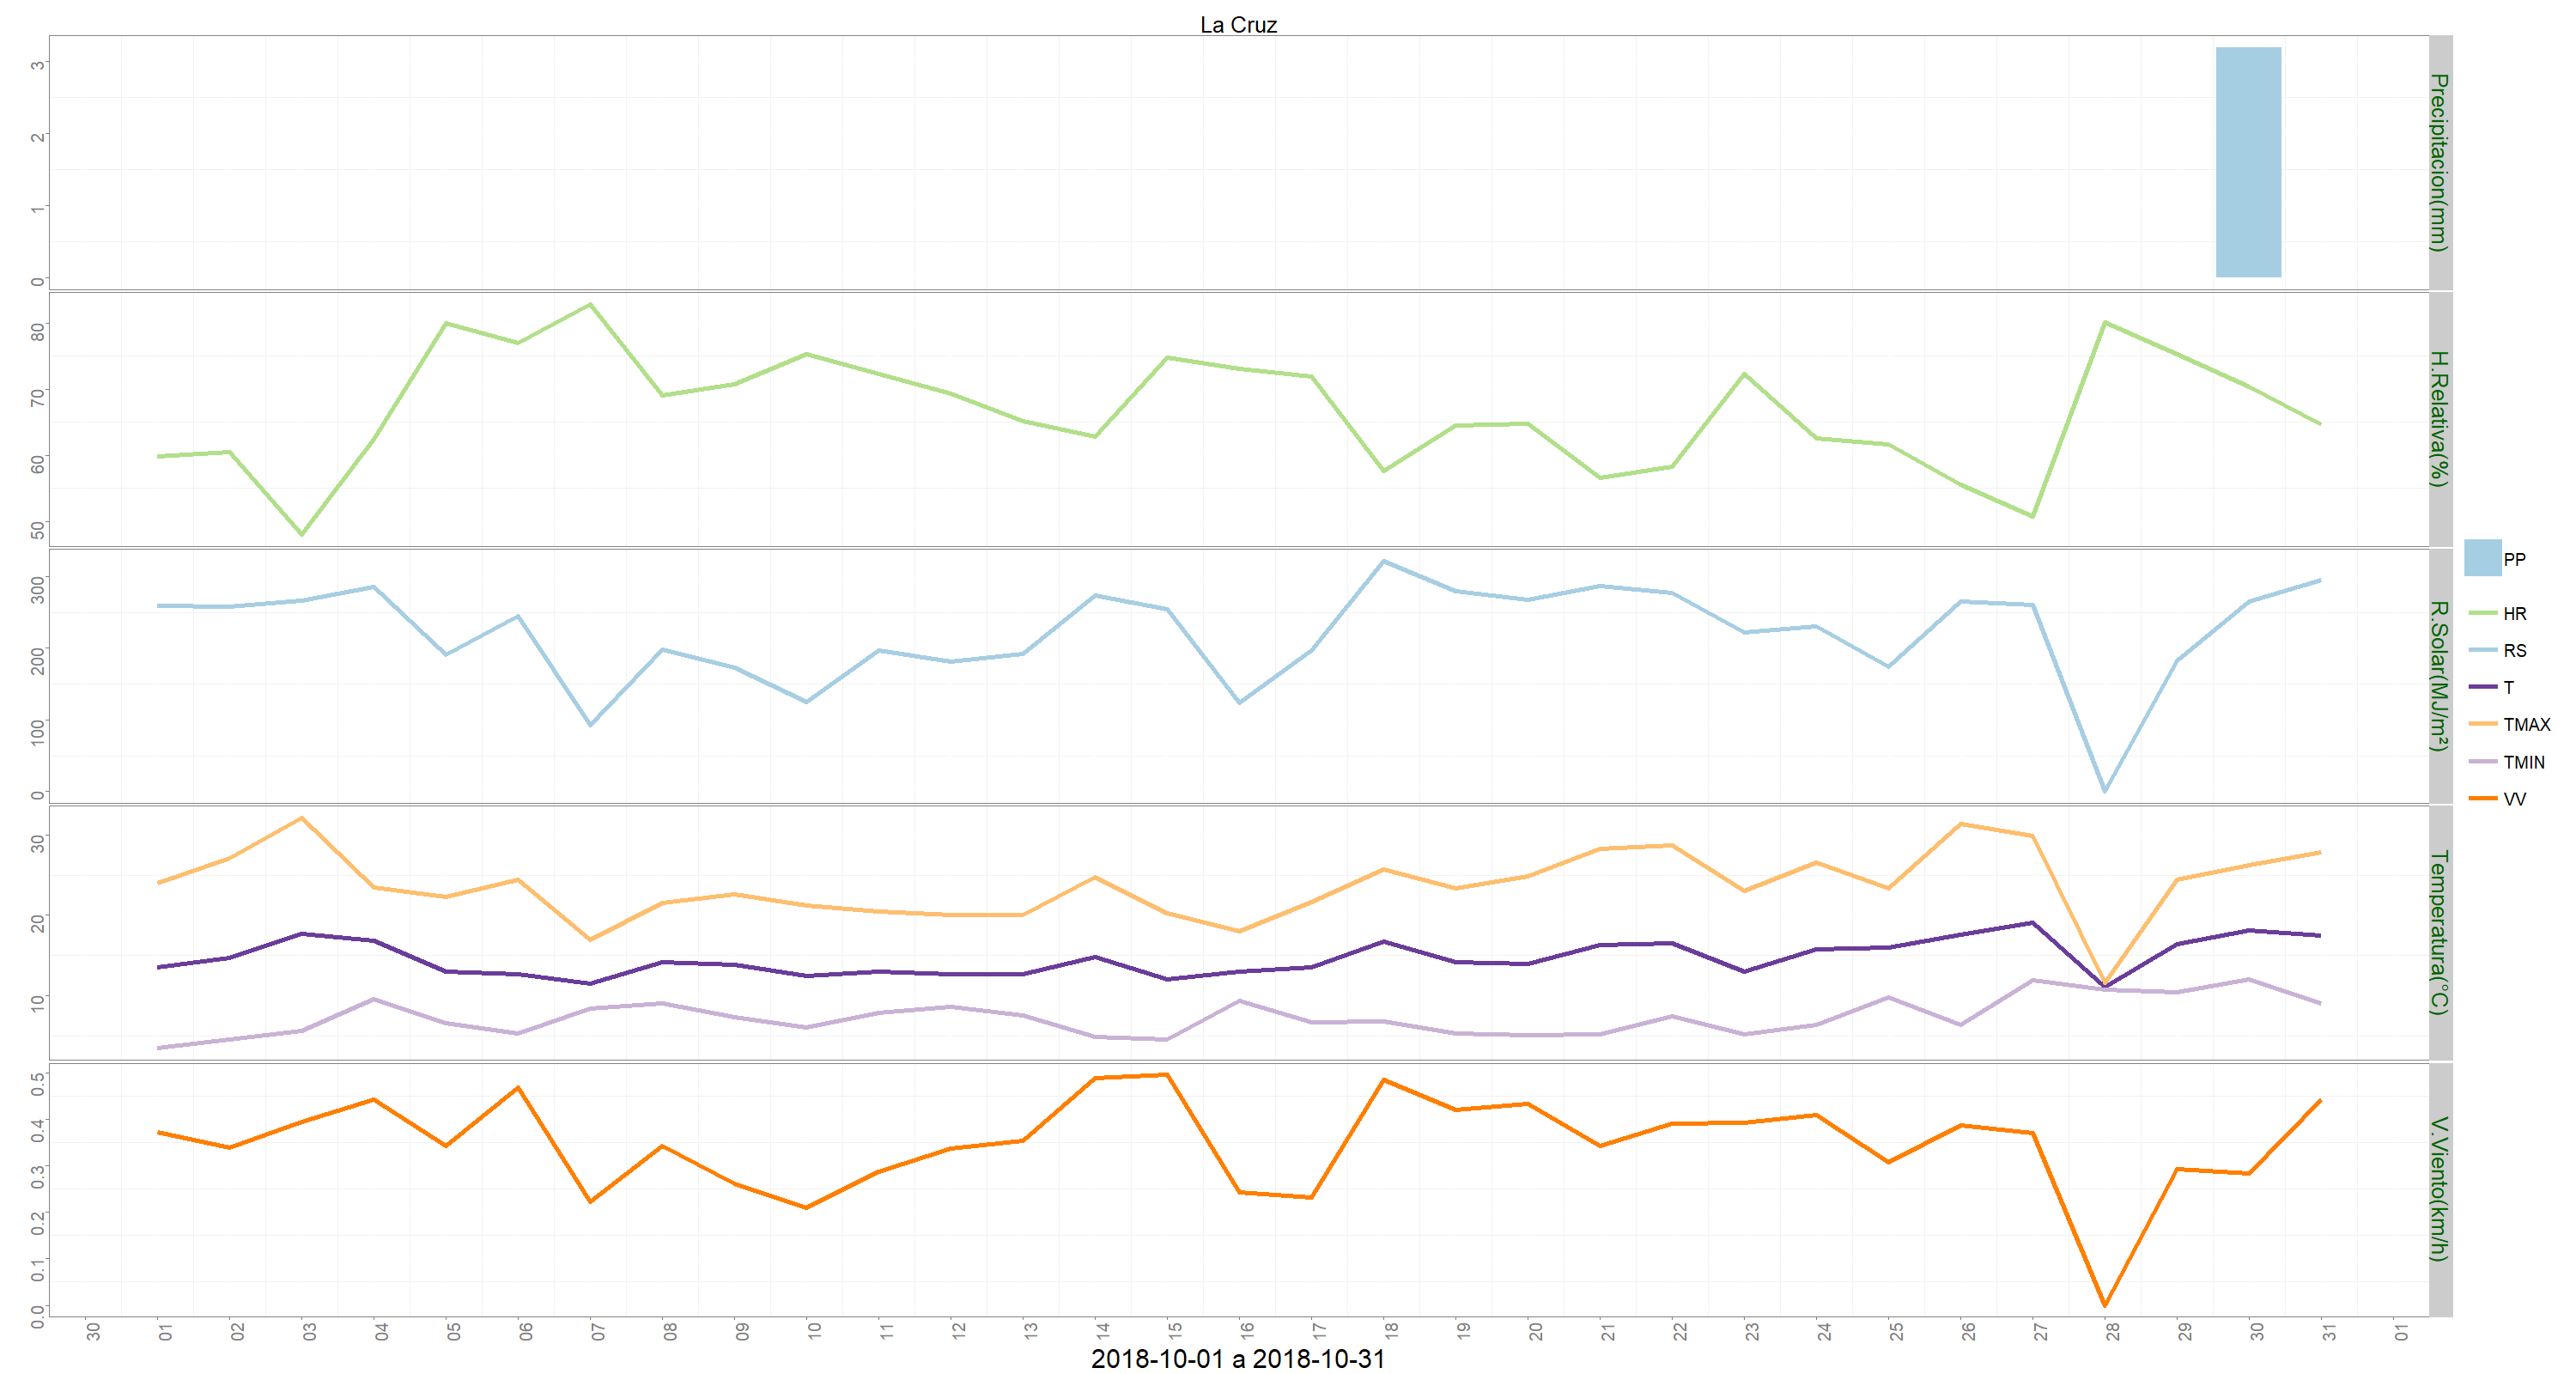 La Cruz
3
2
1
0
Precipitacion(mm)
80
70
60
50
H.Relativa(%)
300
200
100
0
R.Solar(MJ/m²)
30
20
10
Temperatura(°C)
0.5
0.4
0.3
0.2
0.1
0.0
V.Viento(km/h)
PP
HR
RS
T
TMAX
TMIN
VV
30 01 02 03 04 05 06 07 08 09 10 11 12 13 14 15 16 17 18 19 20 21 22 23 24 25 26 27 28 29 30 31 01
2018-10-01 a 2018-10-31